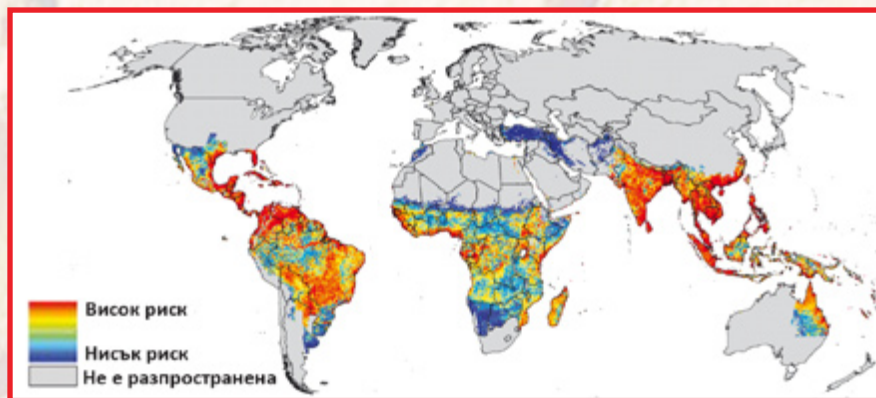 Висок риск
Нисък риск
Не е разпространена